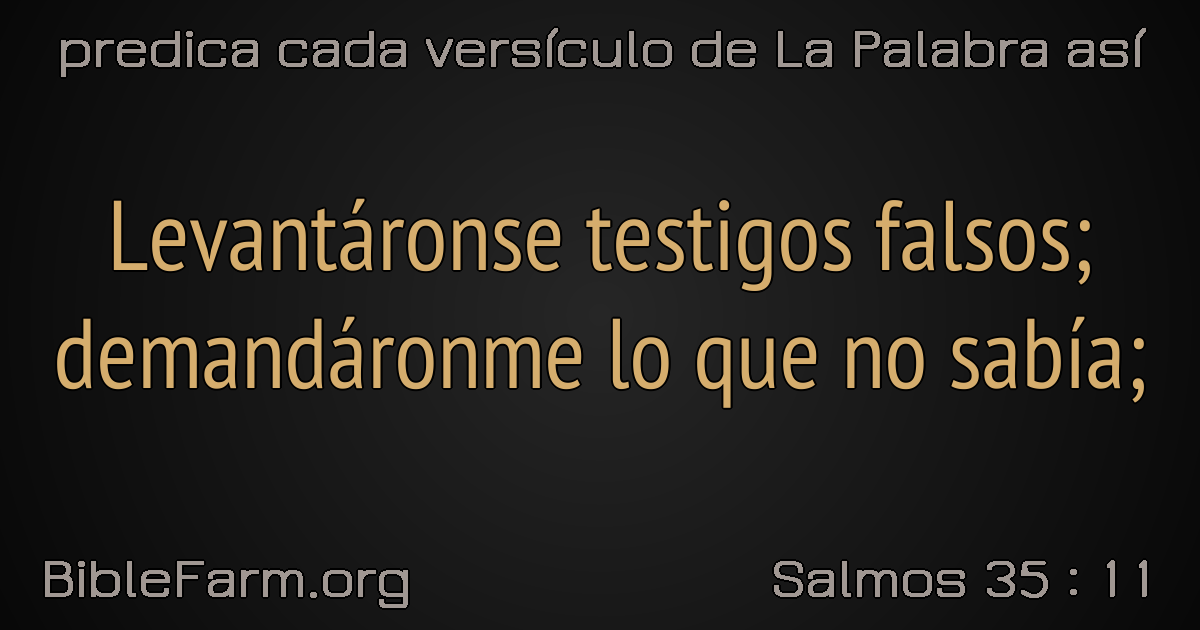 predica cada versículo de La Palabra así
Levantáronse testigos falsos;
demandáronme lo que no sabía;
BibleFarm.org
Salmos 35 : 11